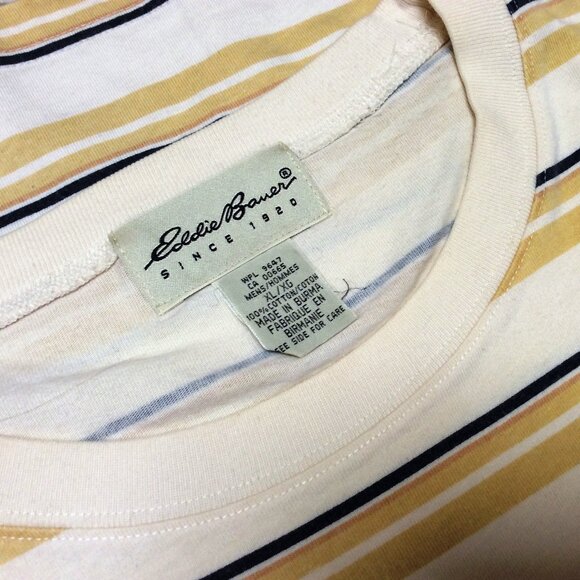 Eddie Bauer®
SINCE 1920
WPL 9647
CA 00665
MENS/HOMMES
XL/XG
100%COTTON/COTON
MADE IN BURMA
FABRIQUE EN
BIRMANIE
SEE SIDE FOR CARE